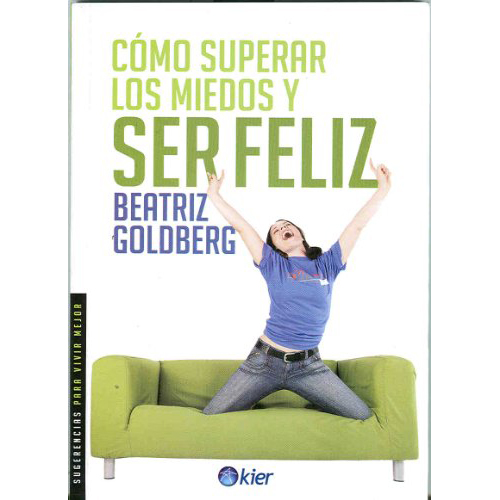 CÓMO SUPERAR
LOS MIEDOS Y
SER FELIZ
BEATRIZ
GOLDBERG
SUGERENCIAS PARA VIVIR MEJOR
kier